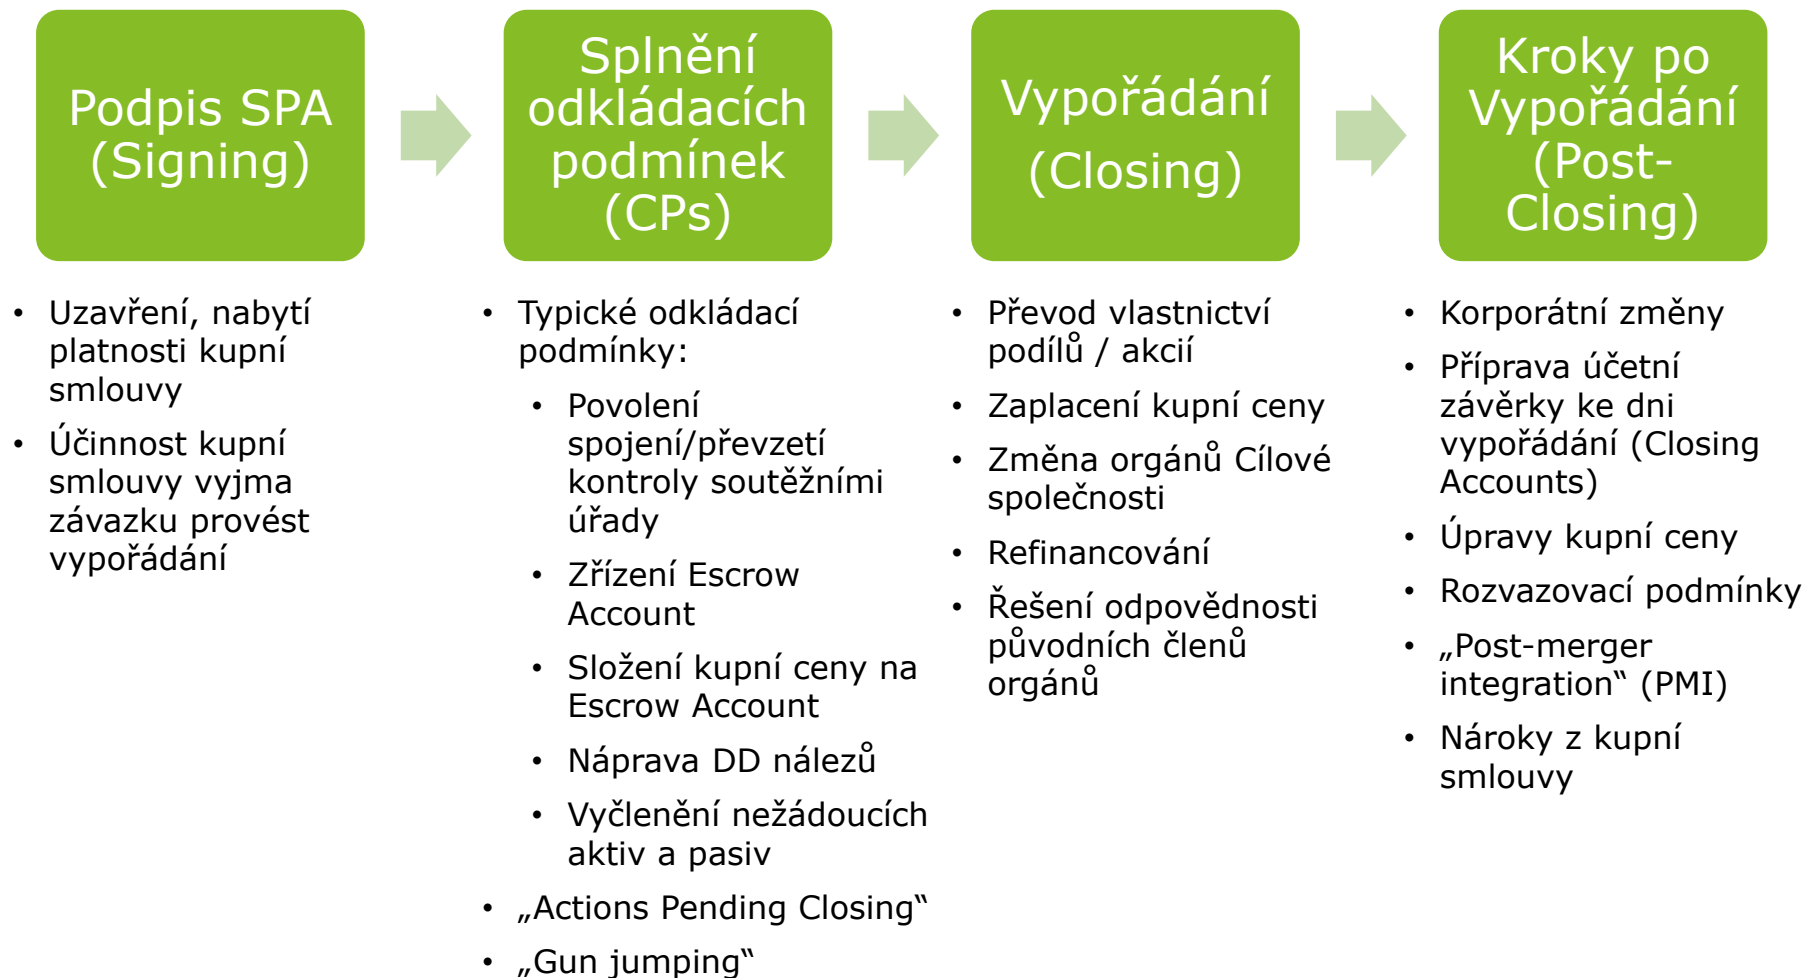 Podpis SPA
(Signing)
• Uzavření, nabytí
platnosti kupní
smlouvy
• Účinnost kupní
smlouvy vyjma
závazku provést
vypořádání
Splnění
odkládacích
podmínek
(CPs)
• Typické odkládací
podmínky:
• Povolení
spojení/převzetí
kontroly soutěžními
úřady
• Zřízení Escrow
Account
• Složení kupní ceny na
Escrow Account
• Náprava DD nálezů
• Vyčlenění nežádoucích
aktiv a pasiv
• „Actions Pending Closing“
• „Gun jumping“
Vypořádání
(Closing)
• Převod vlastnictví
podílů / akcií
• Zaplacení kupní ceny
• Změna orgánů Cílové
společnosti
• Refinancování
• Řešení odpovědnosti
původních členů
orgánů
Kroky po
Vypořádání
(Post-
Closing)
• Korporátní změny
• Příprava účetní
závěrky ke dni
vypořádání (Closing
Accounts)
• Úpravy kupní ceny
• Rozvazovací podmínky
• „Post-merger
integration“ (PMI)
• Nároky z kupní
smlouvy